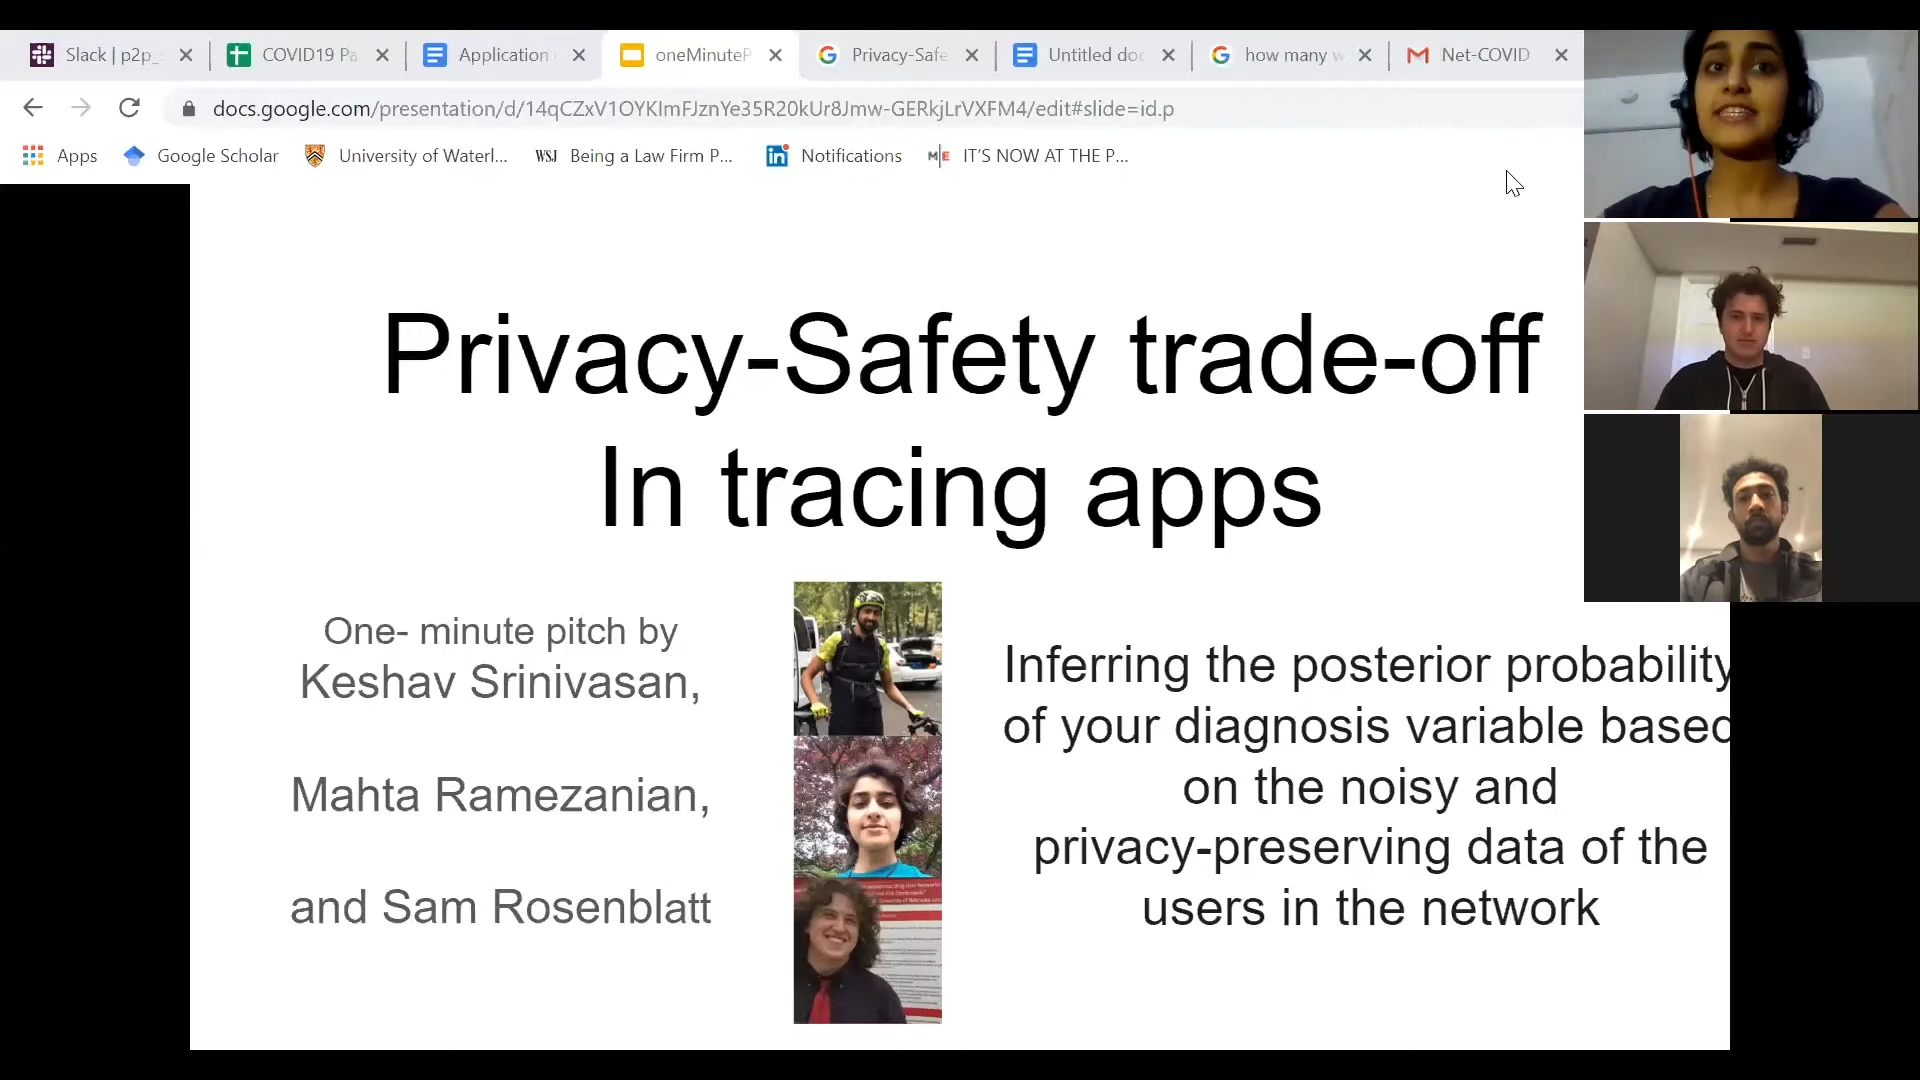 Slack | p2p_
COVID19 Pa
Application
oneMinuteP
Privacy-Safe
Untitled doc
how many w
Net-COVID
docs.google.com/presentation/d/14qCZxV1OYKImFJznYe35R20kUr8Jmw-GERkjLrVXFM4/edit#slide=id.p
Apps
Google Scholar
University of Waterl...
WSJ Being a Law Firm P...
in Notifications
M|E IT'S NOW AT THE P...
Privacy-Safety trade-off
In tracing apps
One- minute pitch by
Keshav Srinivasan,
Mahta Ramezanian,
and Sam Rosenblatt
Inferring the posterior probability
of your diagnosis variable based
on the noisy and
privacy-preserving data of the
users in the network